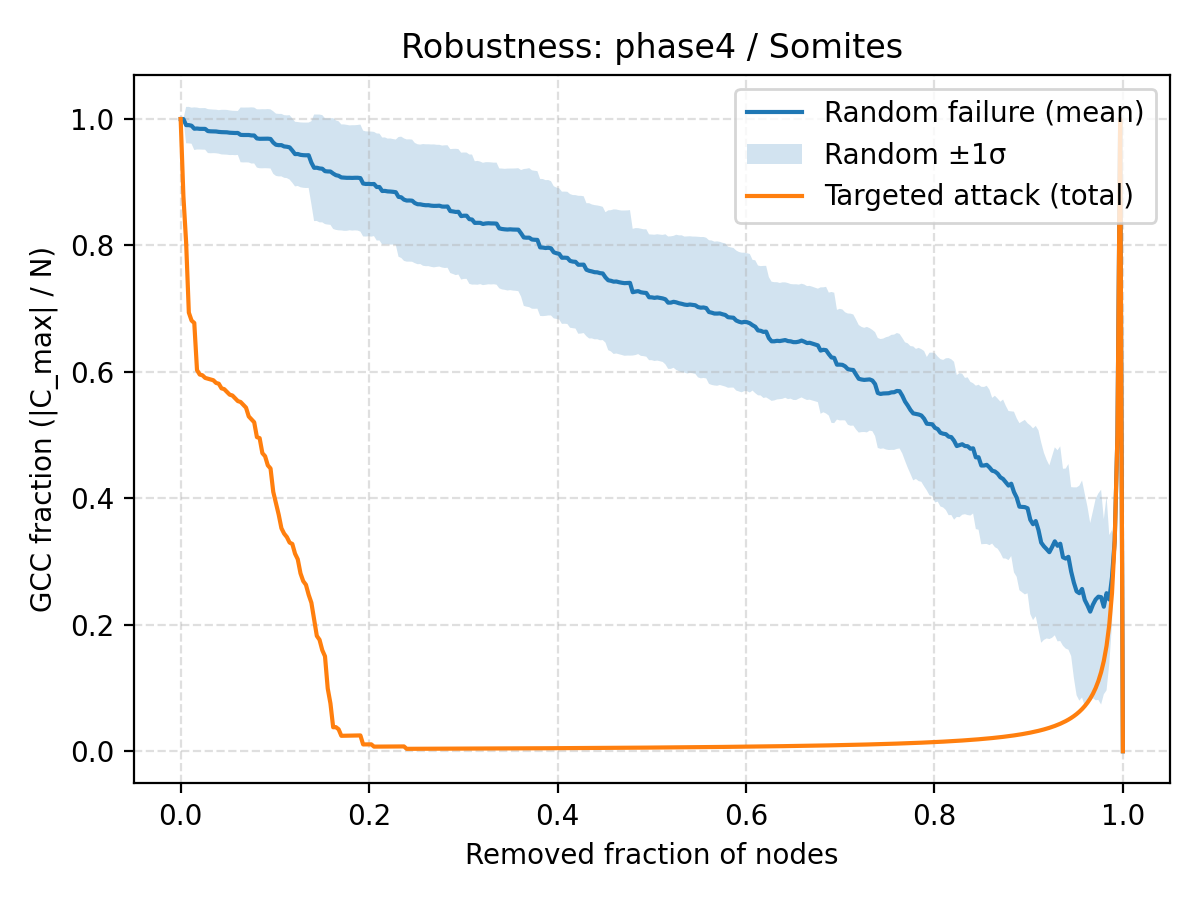 Robustness: phase4 / Somites
GCC fraction (|C_max| / N)
1.0
0.8
0.6
0.4
0.2
0.0
Random failure (mean)
Random ±1σ
Targeted attack (total)
0.0 0.2 0.4 0.6 0.8 1.0
Removed fraction of nodes